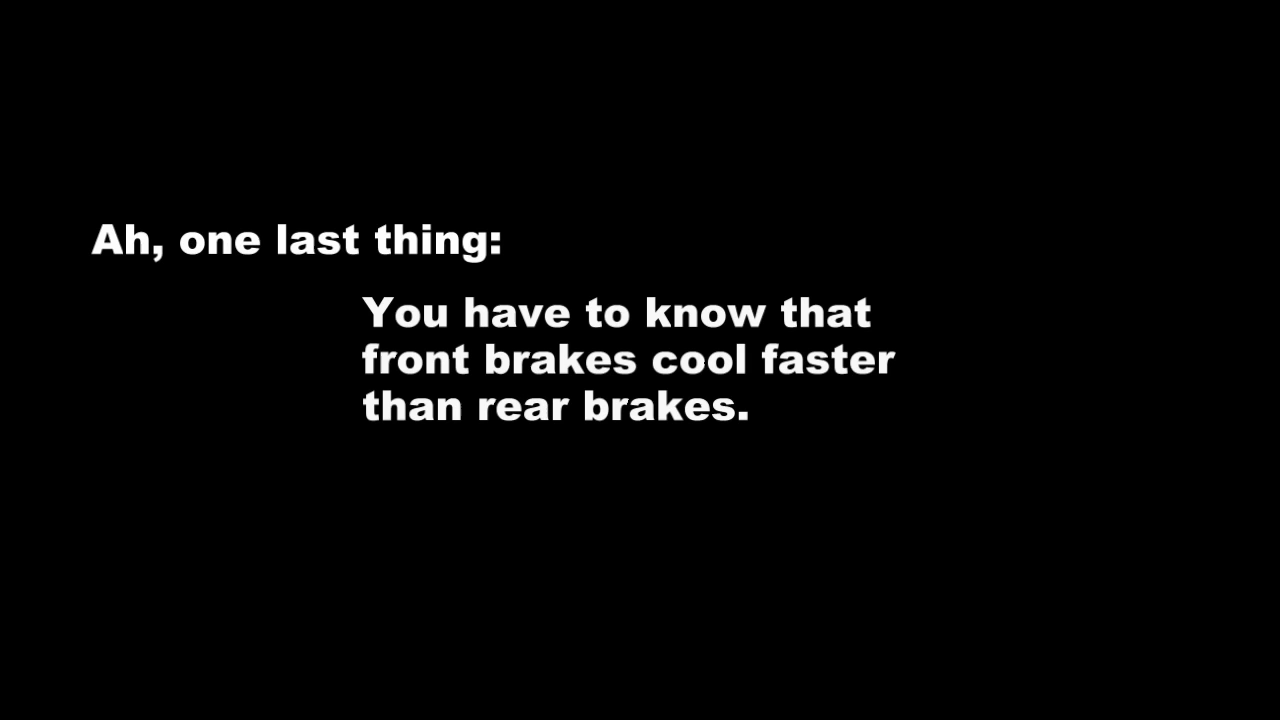 Ah, one last thing:
You have to know that
front brakes cool faster
than rear brakes.